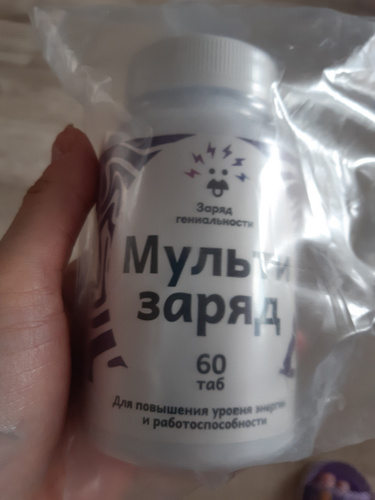 Заряд
гениальности
Мульти
заряд
60
таб
Для повышения уровня энергии
и работоспособности